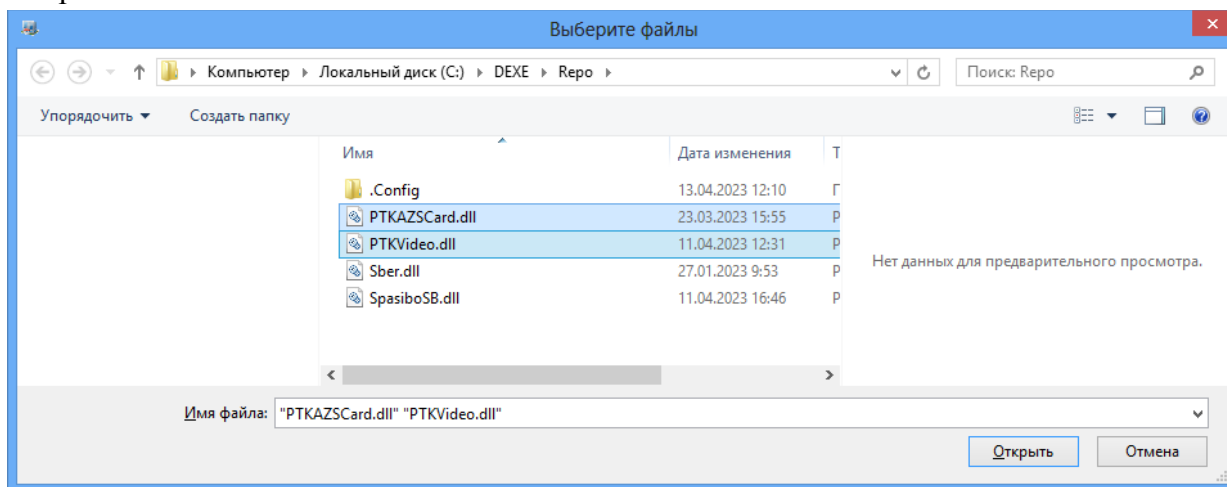 Выберите файлы
Компьютер ▸ Локальный диск (C:) ▸ DEXE ▸ Repo ▸
Поиск: Repo
Упорядочить ▼ Создать папку
Имя Дата изменения Т
.Config 13.04.2023 12:10 Г
PTKAZSCard.dll 23.03.2023 15:55 Р
PTKVideo.dll 11.04.2023 12:31 Р
Sber.dll 27.01.2023 9:53 Р
SpasiboSB.dll 11.04.2023 16:46 Р
Нет данных для предварительного просмотра.
Имя файла: "PTKAZSCard.dll" "PTKVideo.dll"
Открыть Отмена